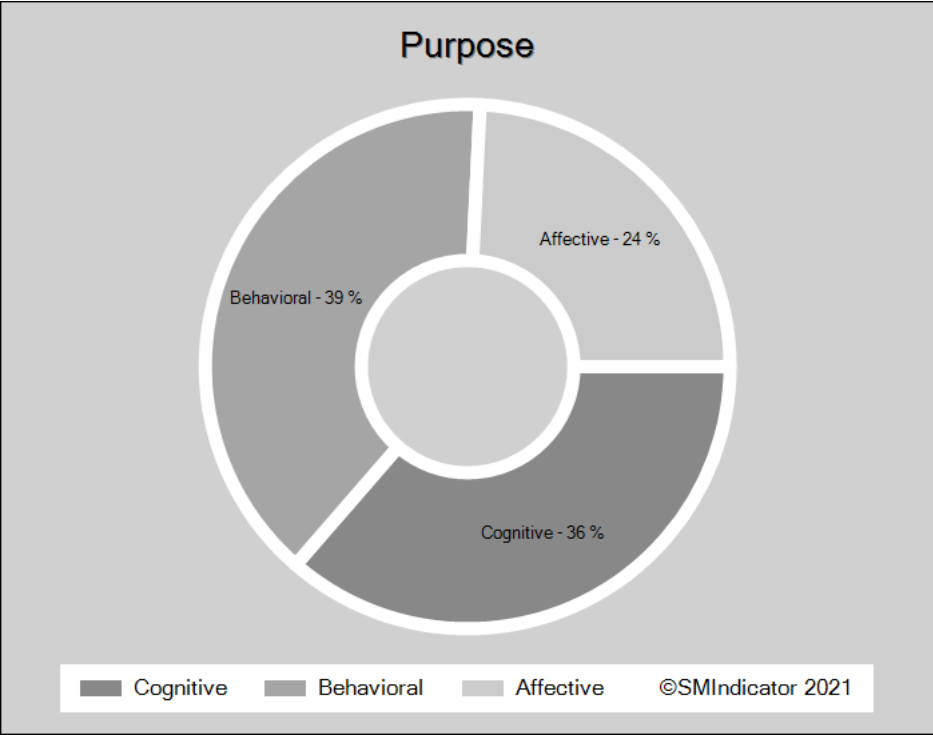 Purpose
Affective - 24 %
Behavioral - 39 %
Cognitive - 36 %
Cognitive Behavioral Affective ©SMIndicator 2021